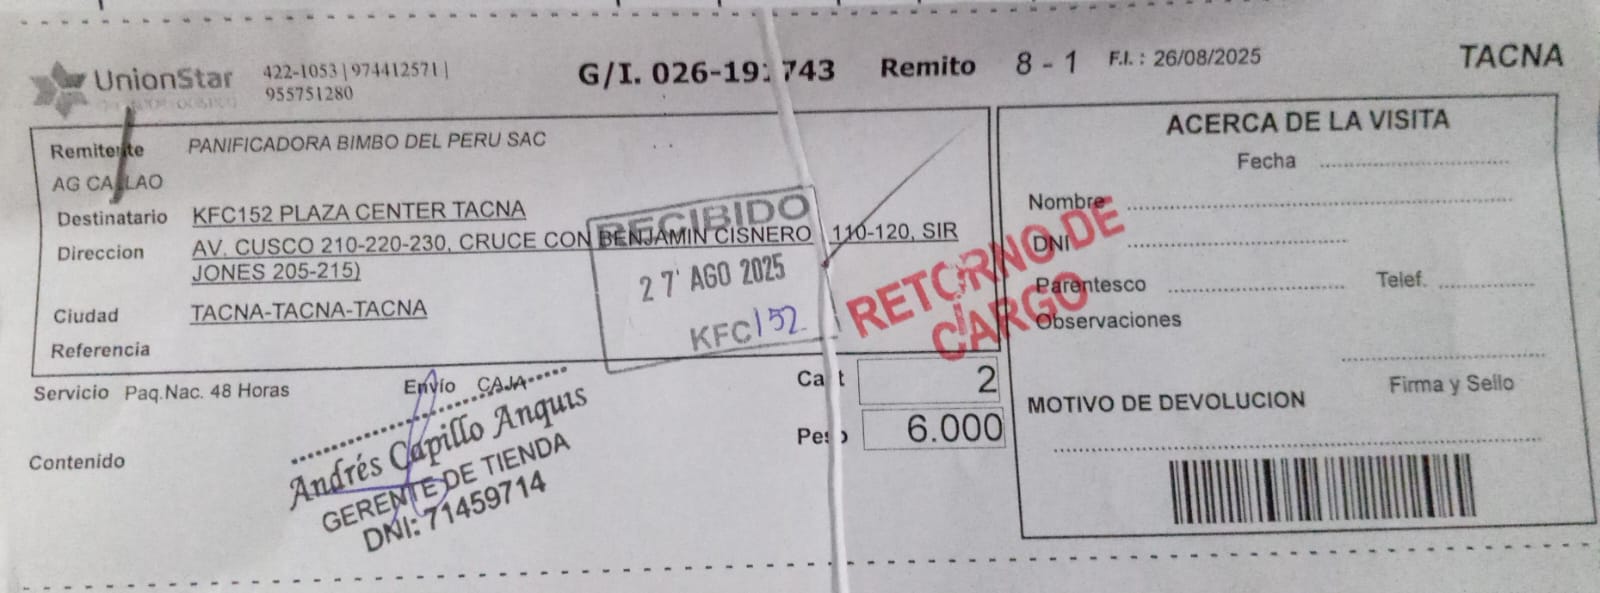 UnionStar
422-1053 | 974412571 |
955751280
G/I. 026-19 743 Remito 8 - 1 F.I. : 26/08/2025 TACNA
Remitente PANIFICADORA BIMBO DEL PERU SAC
AG CALLAO
Destinatario KFC152 PLAZA CENTER TACNA
Direccion AV. CUSCO 210-220-230, CRUCE CON BENJAMIN CISNERO 110-120, SIR
JONES 205-215)
Ciudad TACNA-TACNA-TACNA
Referencia
RECIBIDO
27 AGO 2025
KFC 152
RETORNO DE
CARGO
Servicio Paq.Nac. 48 Horas Envío CAJA
Cant 2
Peso 6.000
Contenido
Andrés Capillo Anquis
GERENTE DE TIENDA
DNI: 71459714
ACERCA DE LA VISITA
Fecha
Nombre
DNI
Parentesco Telef.
Observaciones
Firma y Sello
MOTIVO DE DEVOLUCION